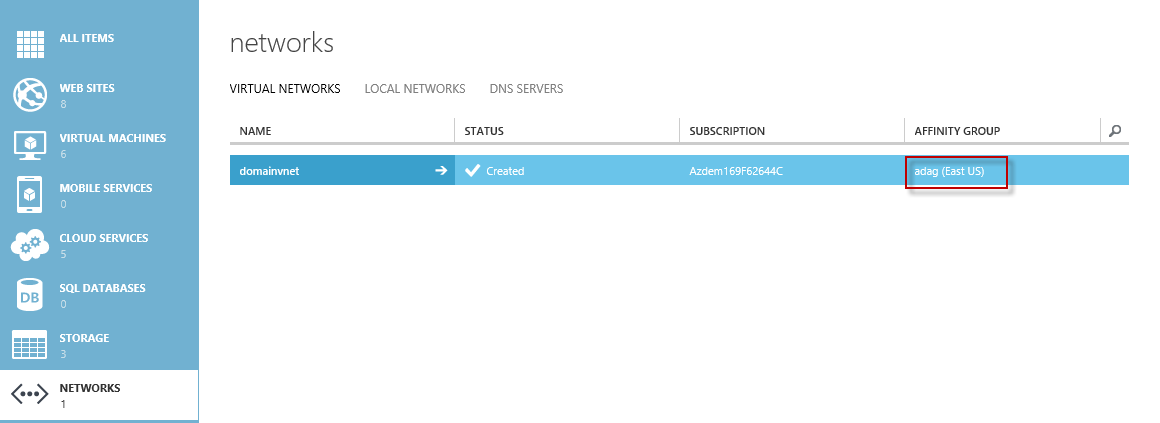 ALL ITEMS
WEB SITES
8
VIRTUAL MACHINES
6
MOBILE SERVICES
0
CLOUD SERVICES
5
DB
SQL DATABASES
0
STORAGE
3
NETWORKS
1
networks
VIRTUAL NETWORKS LOCAL NETWORKS DNS SERVERS
NAME STATUS SUBSCRIPTION AFFINITY GROUP
domainvnet Created Azdem169F62644C adag (East US)